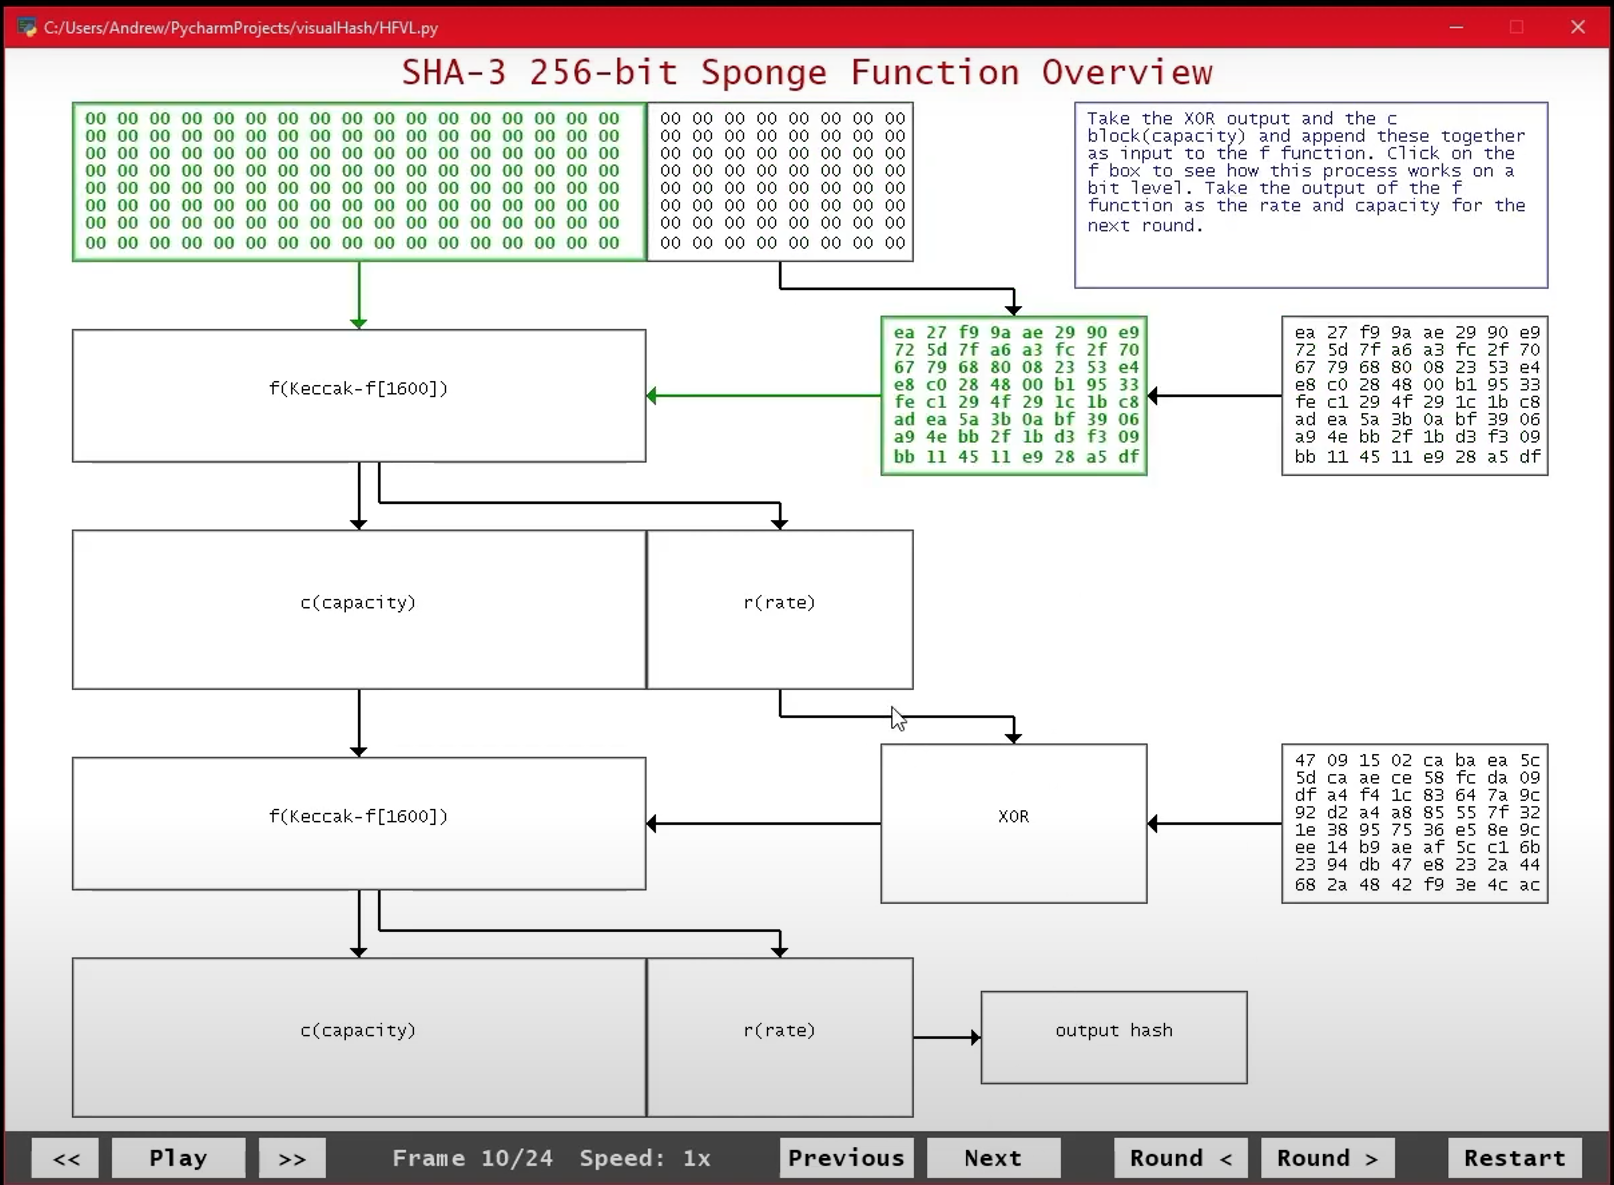 C:/Users/Andrew/PycharmProjects/visualHash/HFVL.py
SHA-3 256-bit Sponge Function Overview
00 00 00 00 00 00 00 00 00 00 00 00 00 00 00 00 00
00 00 00 00 00 00 00 00 00 00 00 00 00 00 00 00 00
00 00 00 00 00 00 00 00 00 00 00 00 00 00 00 00 00
00 00 00 00 00 00 00 00 00 00 00 00 00 00 00 00 00
00 00 00 00 00 00 00 00 00 00 00 00 00 00 00 00 00
00 00 00 00 00 00 00 00 00 00 00 00 00 00 00 00 00
00 00 00 00 00 00 00 00 00 00 00 00 00 00 00 00 00
00 00 00 00 00 00 00 00 00 00 00 00 00 00 00 00 00
00 00 00 00 00 00 00 00
00 00 00 00 00 00 00 00
00 00 00 00 00 00 00 00
00 00 00 00 00 00 00 00
00 00 00 00 00 00 00 00
00 00 00 00 00 00 00 00
00 00 00 00 00 00 00 00
00 00 00 00 00 00 00 00
Take the XOR output and the c
block(capacity) and append these together
as input to the f function. Click on the
f box to see how this process works on a
bit level. Take the output of the f
function as the rate and capacity for the
next round.
f(Keccak-f[1600])
ea 27 f9 9a ae 29 90 e9
72 5d 7f a6 a3 fc 2f 70
67 79 68 80 08 23 53 e4
e8 c0 28 48 00 b1 95 33
fe c1 29 4f 29 1c 1b c8
ad ea 5a 3b 0a bf 39 06
a9 4e bb 2f 1b d3 f3 09
bb 11 45 11 e9 28 a5 df
ea 27 f9 9a ae 29 90 e9
72 5d 7f a6 a3 fc 2f 70
67 79 68 80 08 23 53 e4
e8 c0 28 48 00 b1 95 33
fe c1 29 4f 29 1c 1b c8
ad ea 5a 3b 0a bf 39 06
a9 4e bb 2f 1b d3 f3 09
bb 11 45 11 e9 28 a5 df
c(capacity)
r(rate)
f(Keccak-f[1600])
XOR
47 09 15 02 ca ba ea 5c
5d ca ae ce 58 fc da 09
df a4 f4 1c 83 64 7a 9c
92 d2 a4 a8 85 55 7f 32
1e 38 95 75 36 e5 8e 9c
ee 14 b9 ae af 5c c1 6b
23 94 db 47 e8 23 2a 44
68 2a 48 42 f9 3e 4c ac
c(capacity)
r(rate)
output hash
<< Play >> Frame 10/24 Speed: 1x Previous Next Round < Round > Restart